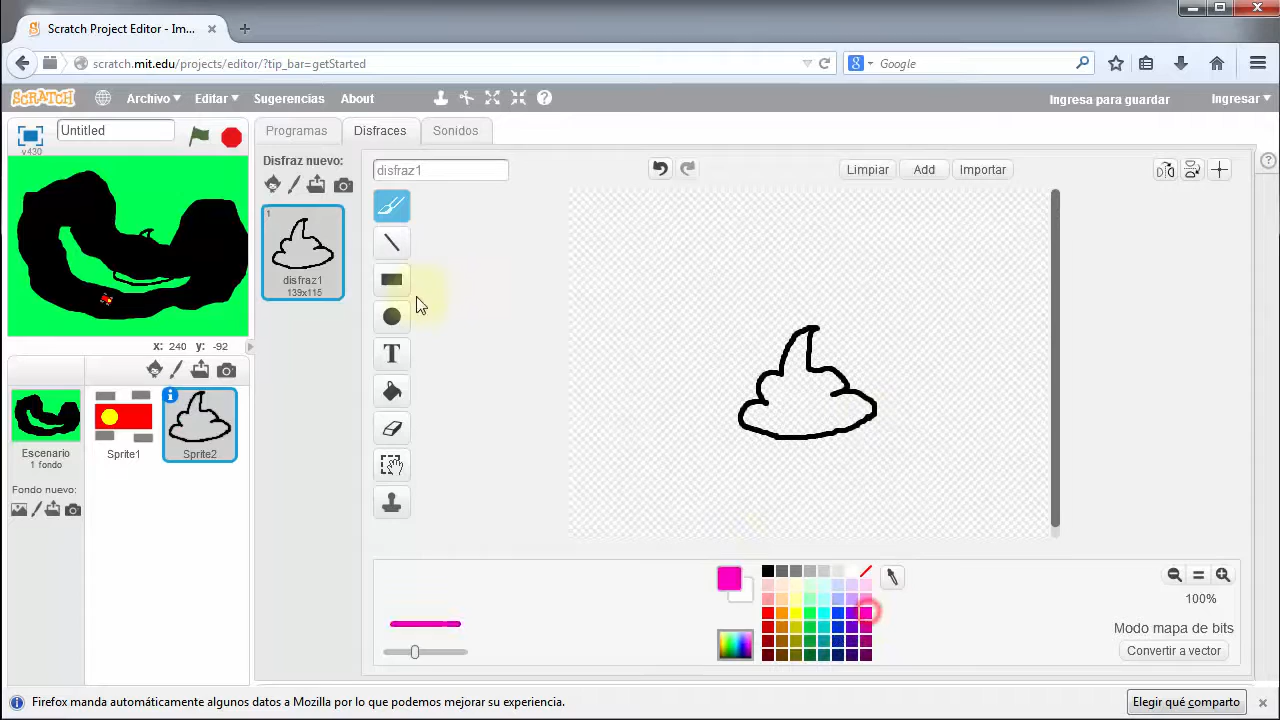 Scratch Project Editor - Im...
scratch.mit.edu/projects/editor/?tip_bar=getStarted
Google
SCRATCH
Archivo
Editar
Sugerencias
About
Ingresa para guardar
Ingresar
Untitled
v430
Programas
Disfraces
Sonidos
Disfraz nuevo:
disfraz1
Limpiar
Add
Importar
1
disfraz1
139x115
T
x: 240 y: -92
Escenario
1 fondo
Sprite1
Sprite2
Fondo nuevo:
100%
Modo mapa de bits
Convertir a vector
Firefox manda automáticamente algunos datos a Mozilla por lo que podemos mejorar su experiencia.
Elegir qué comparto